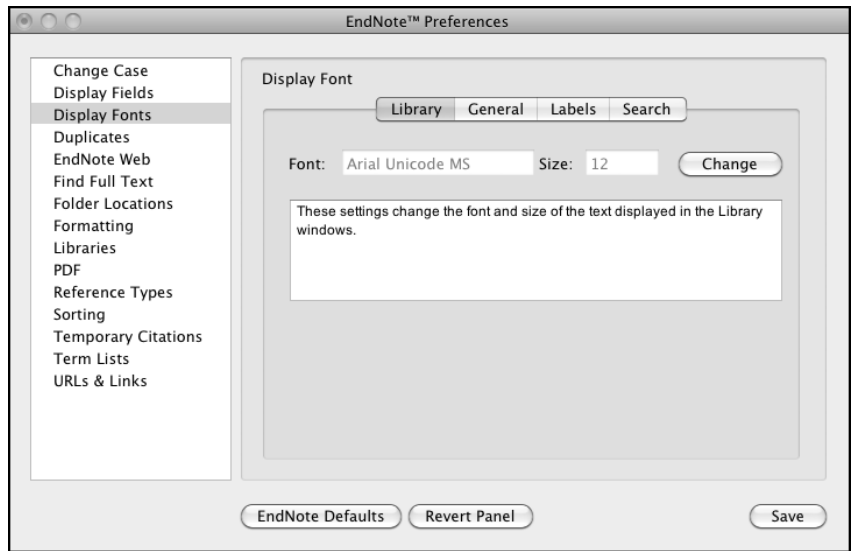 EndNote™ Preferences
Change Case
Display Fields
Display Fonts
Duplicates
EndNote Web
Find Full Text
Folder Locations
Formatting
Libraries
PDF
Reference Types
Sorting
Temporary Citations
Term Lists
URLs & Links
Display Font
Library General Labels Search
Font: Arial Unicode MS Size: 12 Change
These settings change the font and size of the text displayed in the Library
windows.
EndNote Defaults Revert Panel Save